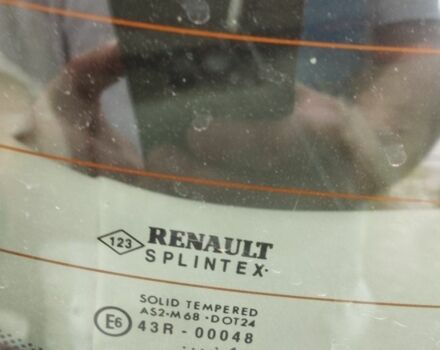 123 RENAULT
SPLINTEX
SOLID TEMPERED
AS2-M68-DOT24
E6 43R-00048